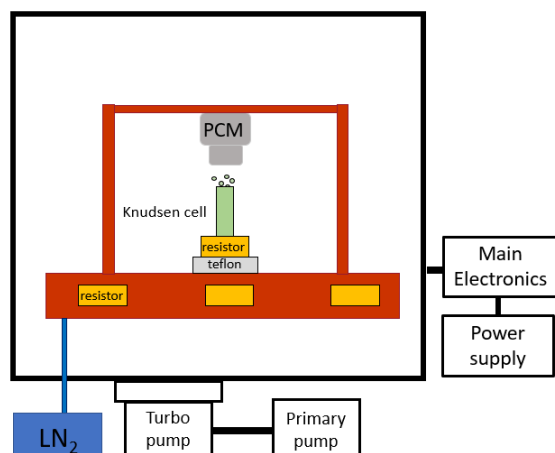 PCM
Knudsen cell
resistor
teflon
resistor
Main
Electronics
Power
supply
LN₂
Turbo
pump
Primary
pump